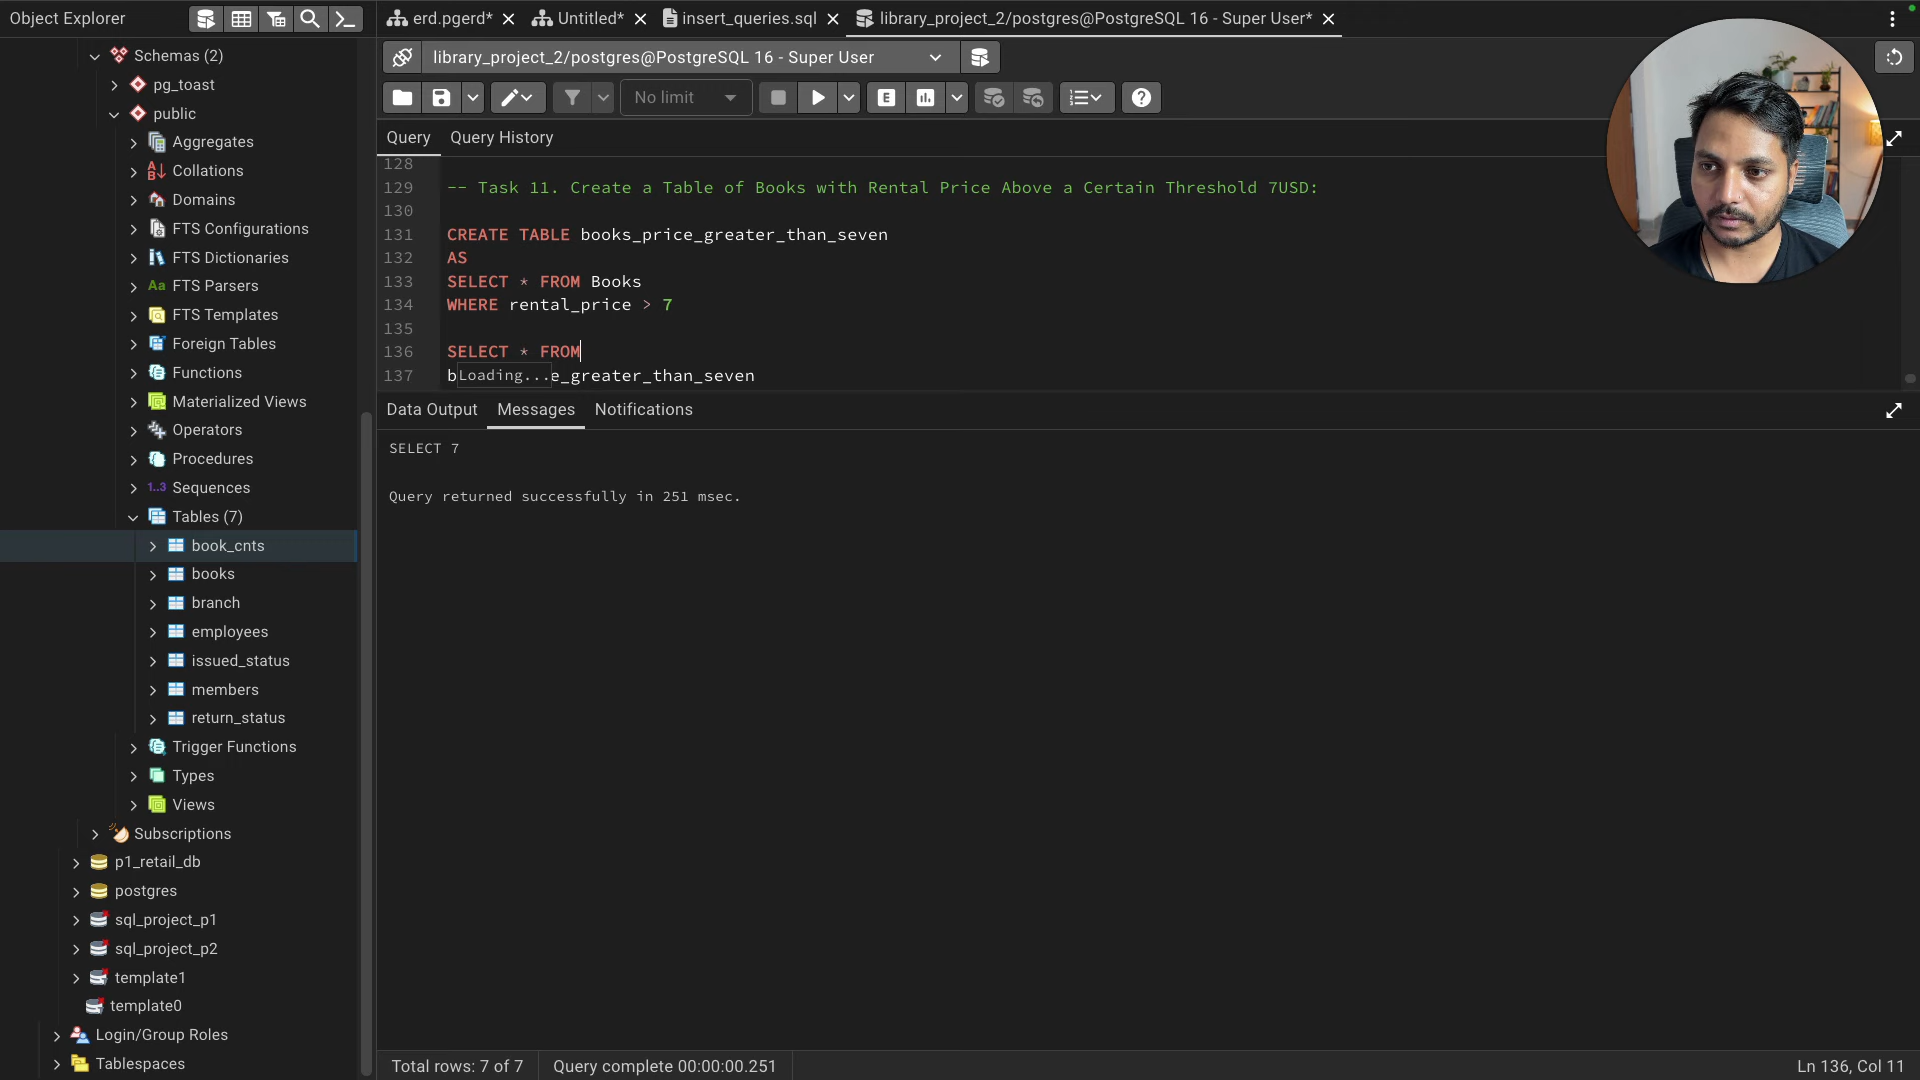 Object Explorer
erd.pgerd*
Untitled*
insert_queries.sql
library_project_2/postgres@PostgreSQL 16 - Super User*
Schemas (2)
pg_toast
public
Aggregates
Collations
Domains
FTS Configurations
FTS Dictionaries
Aa FTS Parsers
FTS Templates
Foreign Tables
Functions
Materialized Views
Operators
Procedures
1..3 Sequences
Tables (7)
book_cnts
books
branch
employees
issued_status
members
return_status
Trigger Functions
Types
Views
Subscriptions
p1_retail_db
postgres
sql_project_p1
sql_project_p2
template1
template0
Login/Group Roles
Tablespaces
library_project_2/postgres@PostgreSQL 16 - Super User
No limit
E
Query
Query History
128
129 -- Task 11. Create a Table of Books with Rental Price Above a Certain Threshold 7USD:
130
131 CREATE TABLE books_price_greater_than_seven
132 AS
133 SELECT * FROM Books
134 WHERE rental_price > 7
135
136 SELECT * FROM
137 b Loading... e_greater_than_seven
Data Output
Messages
Notifications
SELECT 7
Query returned successfully in 251 msec.
Total rows: 7 of 7
Query complete 00:00:00.251
Ln 136, Col 11